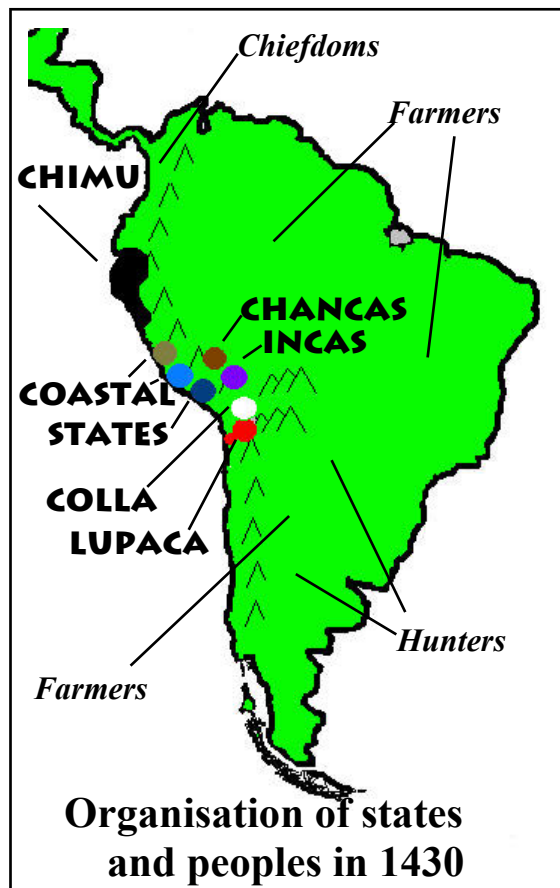 Chiefdoms
Farmers
CHIMU
CHANCAS
INCAS
COASTAL
STATES
COLLA
LUPACA
Hunters
Farmers
Organisation of states
and peoples in 1430